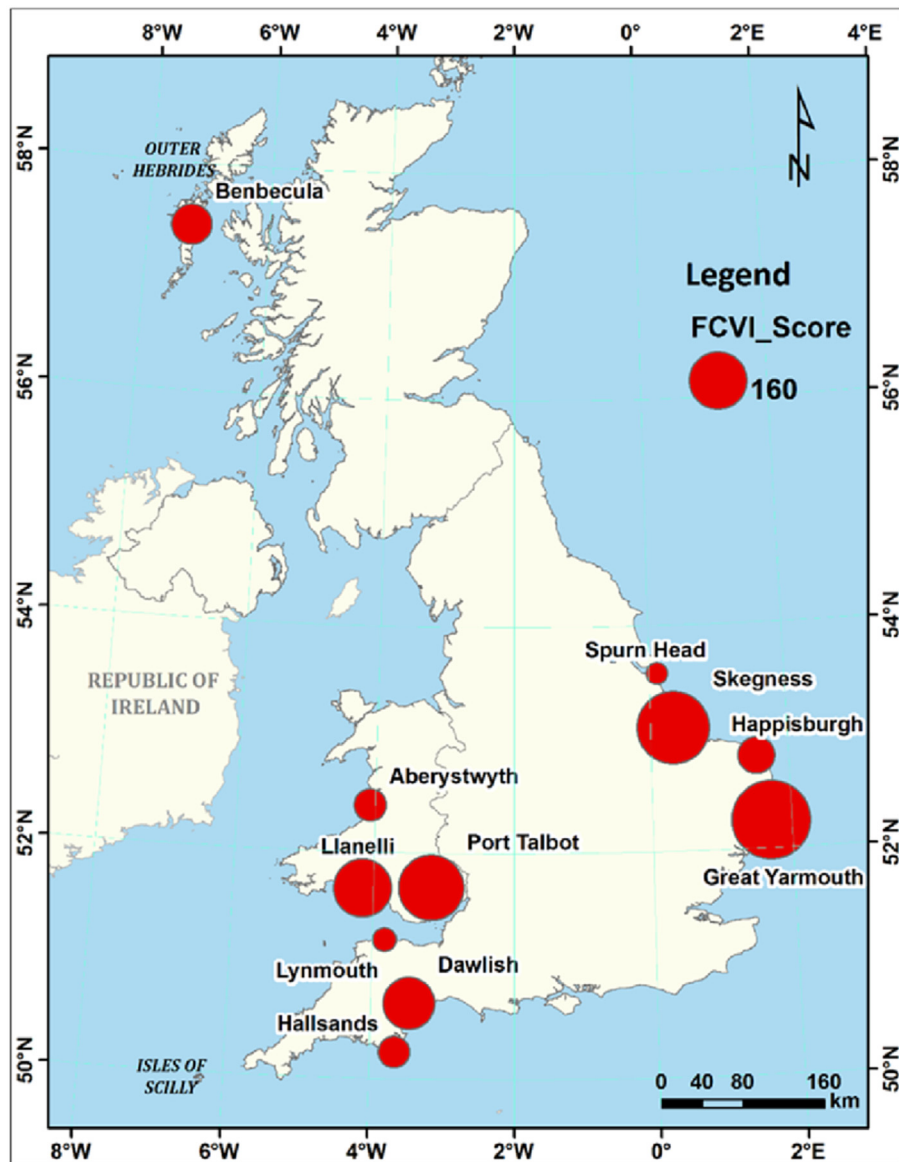 8°W 6°W 4°W 2°W 0° 2°E 4°E
58°N
58°N
OUTER
HEBRIDES
Benbecula
N
Legend
FCVI_Score
160
56°N
56°N
54°N
54°N
Spurn Head
REPUBLIC OF
IRELAND
Skegness
Happisburgh
Aberystwyth
Llanelli
Port Talbot
52°N
52°N
Great Yarmouth
Lynmouth
Dawlish
Hallsands
50°N
50°N
ISLES OF
SCILLY
0 40 80 160
km
8°W 6°W 4°W 2°W 0° 2°E